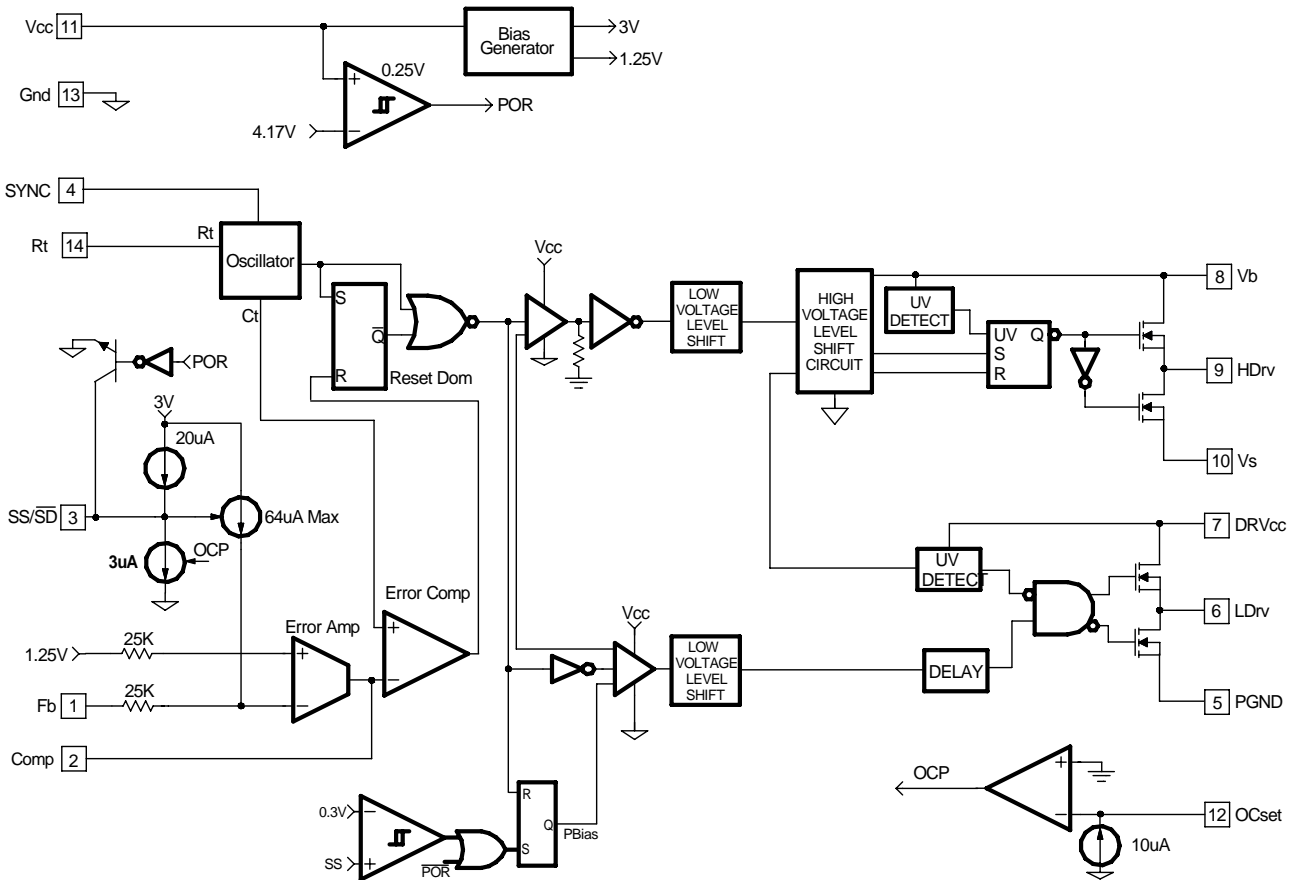 Vcc 11
Bias
Generator
3V
1.25V
0.25V
Gnd 13
+
POR
4.17V
−
SYNC 4
Rt 14
Rt
Oscillator
Ct
S
Q
R
Reset Dom
Vcc
LOW
VOLTAGE
LEVEL
SHIFT
HIGH
VOLTAGE
LEVEL
SHIFT
CIRCUIT
UV
DETECT
UV Q
S
R
8 Vb
9 HDrv
10 Vs
POR
3V
20uA
SS/SD 3
64uA Max
3uA
OCP
Error Comp
+
−
Error Amp
1.25V
25K
+
Fb 1
25K
−
Comp 2
Vcc
LOW
VOLTAGE
LEVEL
SHIFT
UV
DETECT
DELAY
7 DRVcc
6 LDrv
5 PGND
0.3V
−
SS
+
POR
R
Q
S
PBias
OCP
+
−
12 OCset
10uA